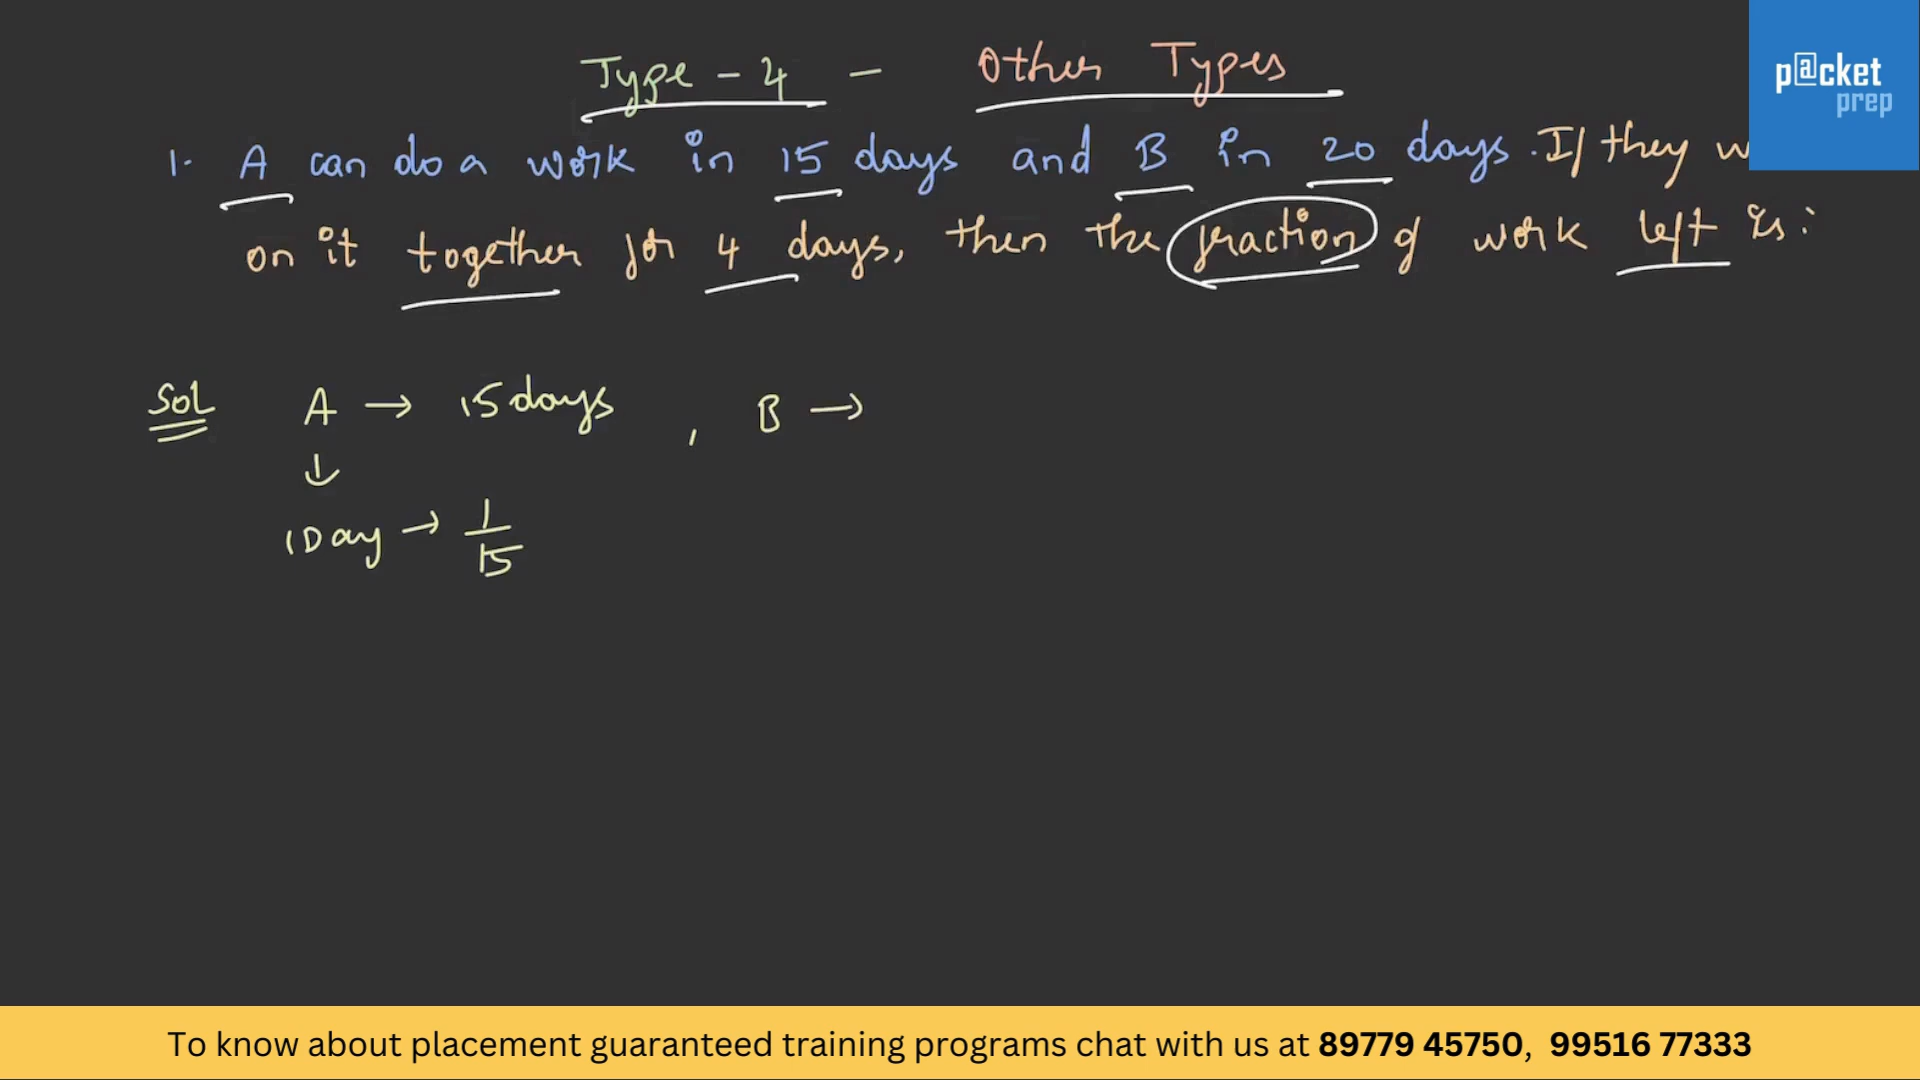 Type - 4 - Other Types
p@cket
prep
1. A can do a work in 15 days and B in 20 days. If they w
on it together for 4 days, then the fraction of work left is:
Sol A → 15 days , B →
↓
1 Day → 1/15
To know about placement guaranteed training programs chat with us at 89779 45750, 99516 77333